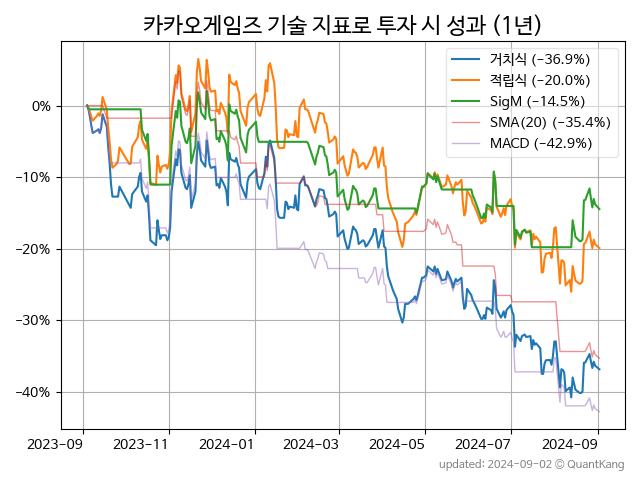 카카오게임즈 기술 지표로 투자 시 성과 (1년)
거치식 (−36.9%)
적립식 (−20.0%)
SigM (−14.5%)
SMA(20) (−35.4%)
MACD (−42.9%)
0%
−10%
−20%
−30%
−40%
2023-09 2023-11 2024-01 2024-03 2024-05 2024-07 2024-09
updated: 2024-09-02 © QuantKang